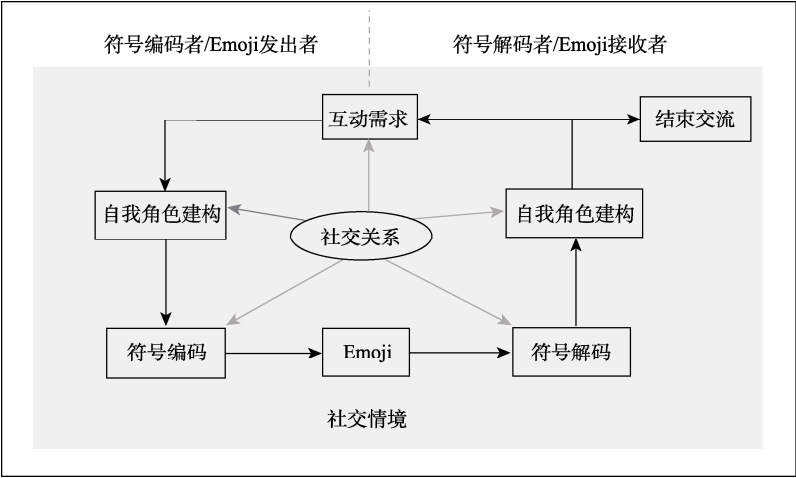 符号编码者/Emoji发出者
符号解码者/Emoji接收者
互动需求
结束交流
自我角色建构
社交关系
自我角色建构
符号编码
Emoji
符号解码
社交情境